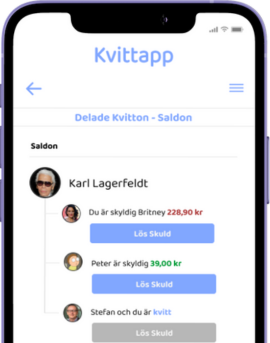 Kvittapp
Delade Kvitton - Saldon
Saldon
Karl Lagerfeldt
Du är skyldig Britney 228,90 kr
Lös Skuld
Peter är skyldig 39,00 kr
Lös Skuld
Stefan och du är kvitt
Lös Skuld